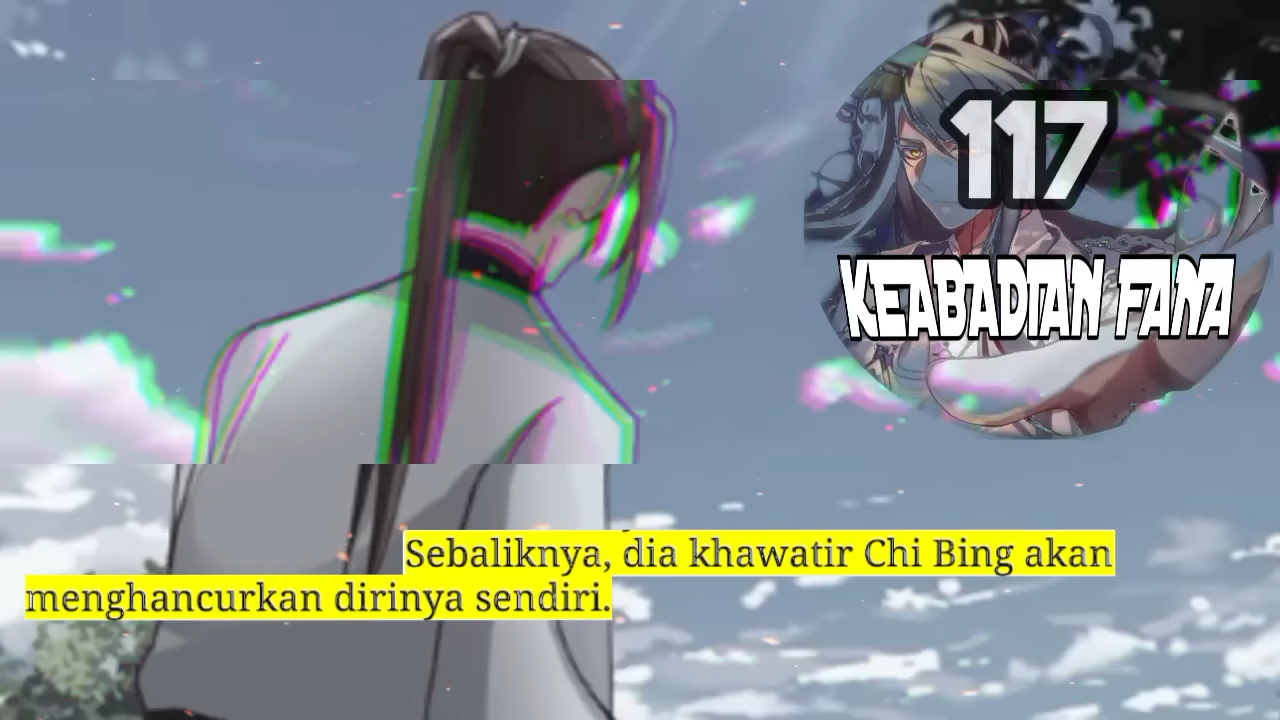 117
KEABADIAN FANA
Sebaliknya, dia khawatir Chi Bing akan
menghancurkan dirinya sendiri.